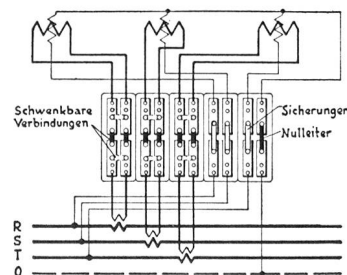 Schwenkbare
Verbindungen
Sicherungen
Nulleiter
R
S
T
0